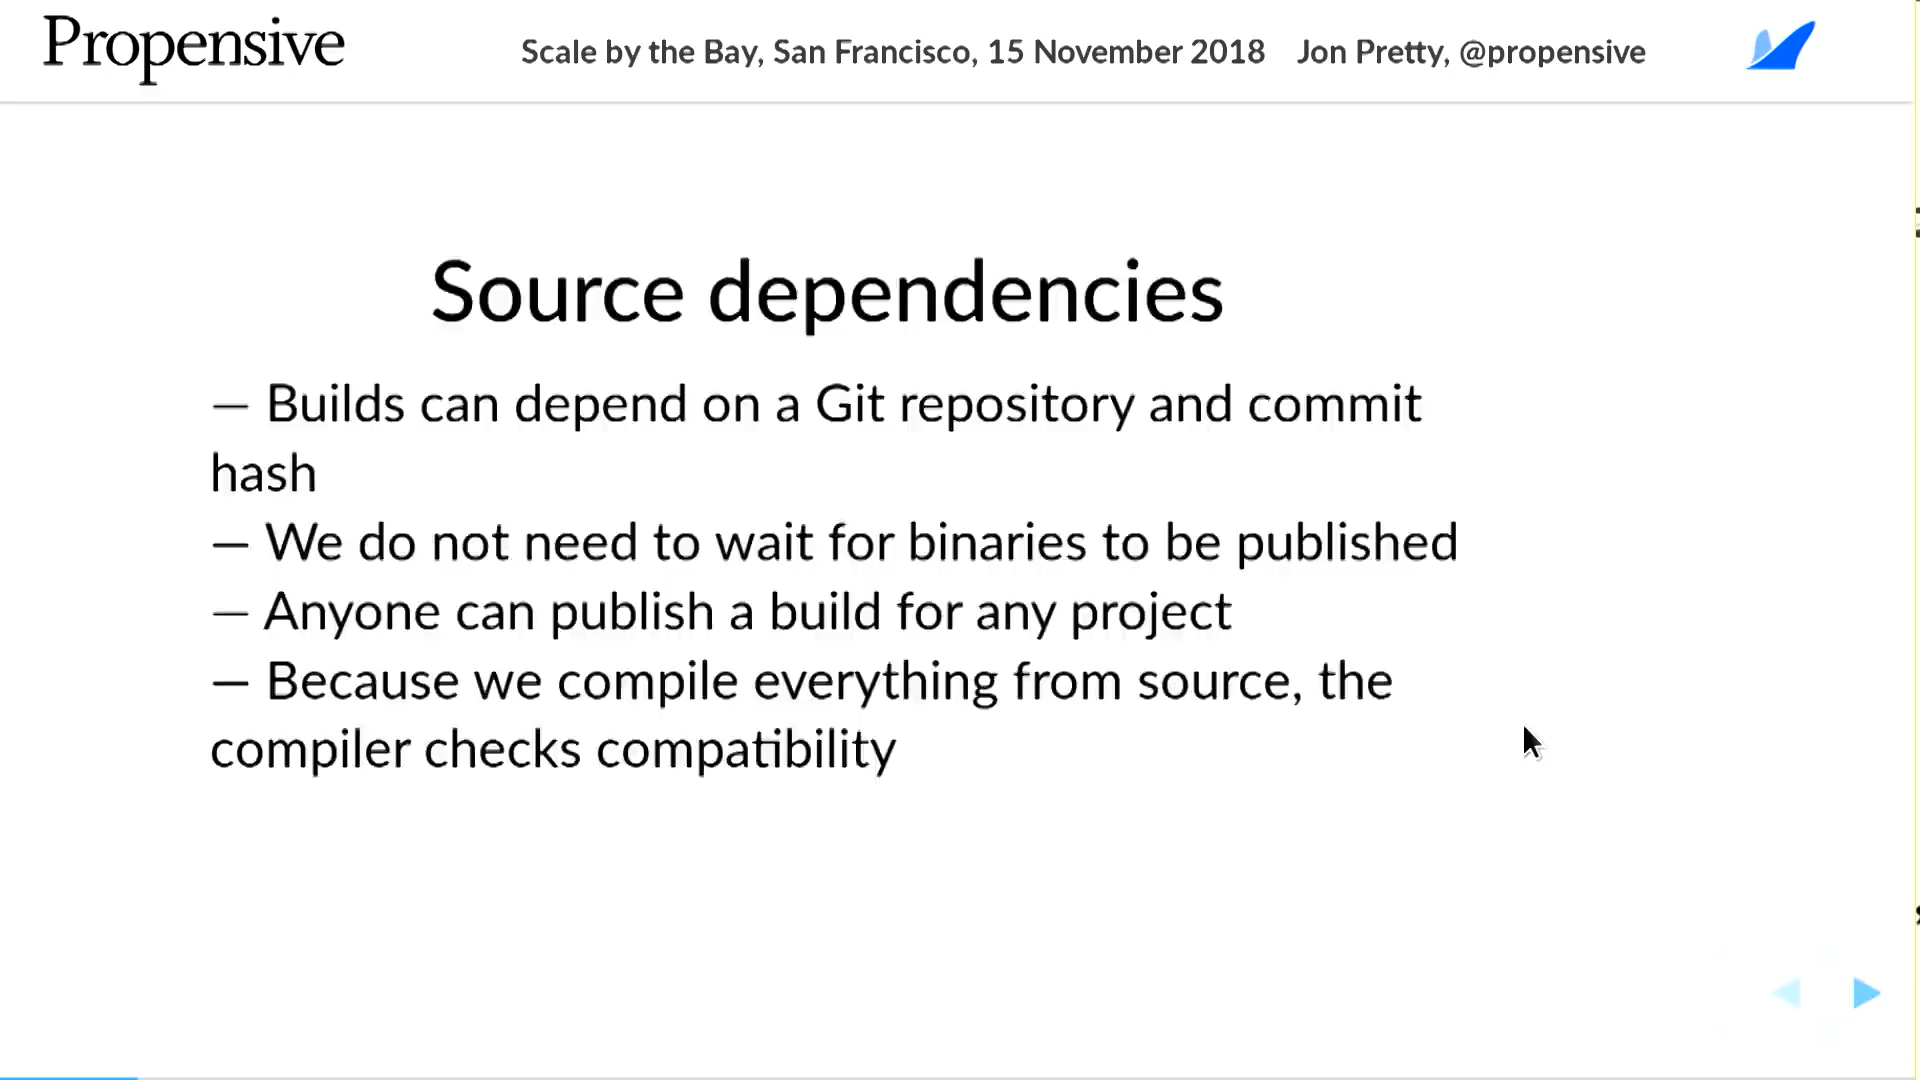 Propensive
Scale by the Bay, San Francisco, 15 November 2018 Jon Pretty, @propensive
Source dependencies
— Builds can depend on a Git repository and commit
hash
— We do not need to wait for binaries to be published
— Anyone can publish a build for any project
— Because we compile everything from source, the
compiler checks compatibility